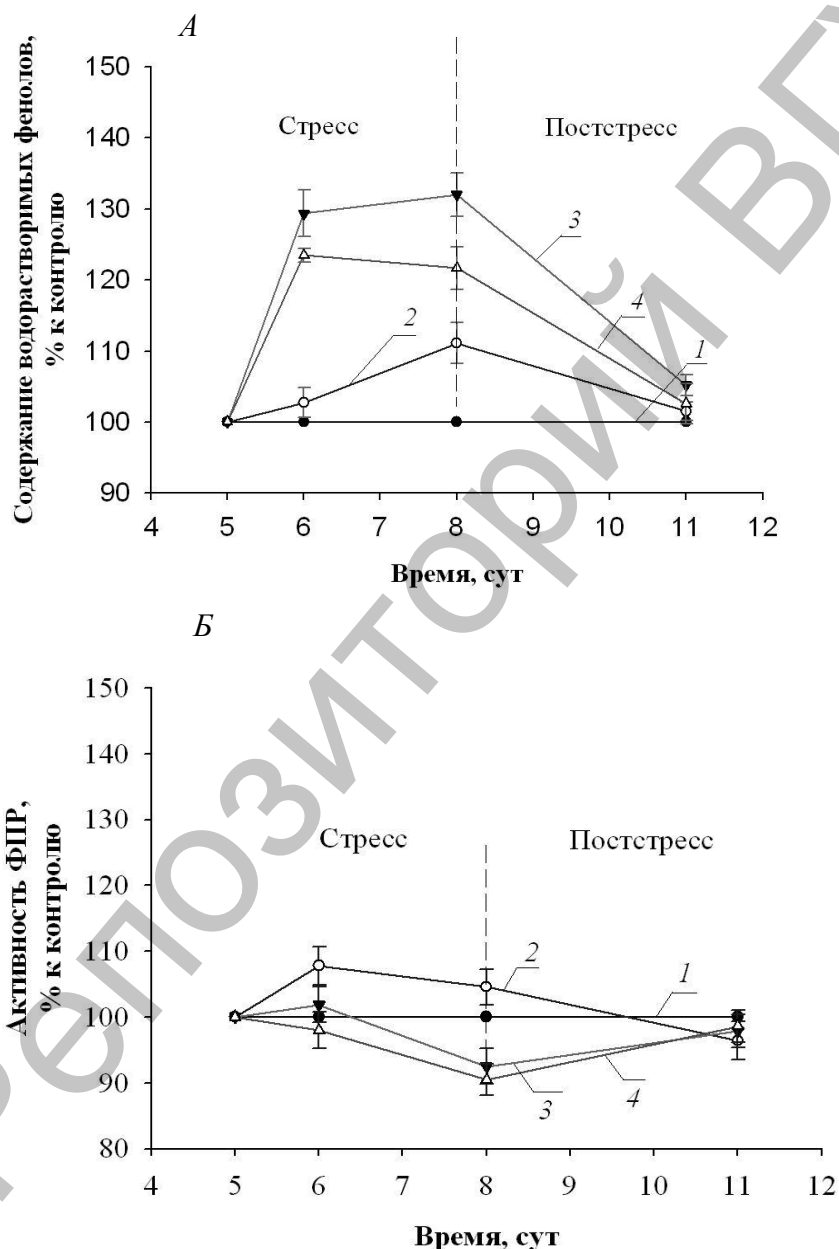 А
Содержание водорастворимых фенолов,
% к контролю
150
140
130
120
110
100
90
Стресс
Постстресс
2
3
4
1
4 5 6 7 8 9 10 11 12
Время, сут
Б
Активность ФПР,
% к контролю
150
140
130
120
110
100
90
80
Стресс
Постстресс
2
1
3
4
4 5 6 7 8 9 10 11 12
Время, сут
Репозиторий ВГУ